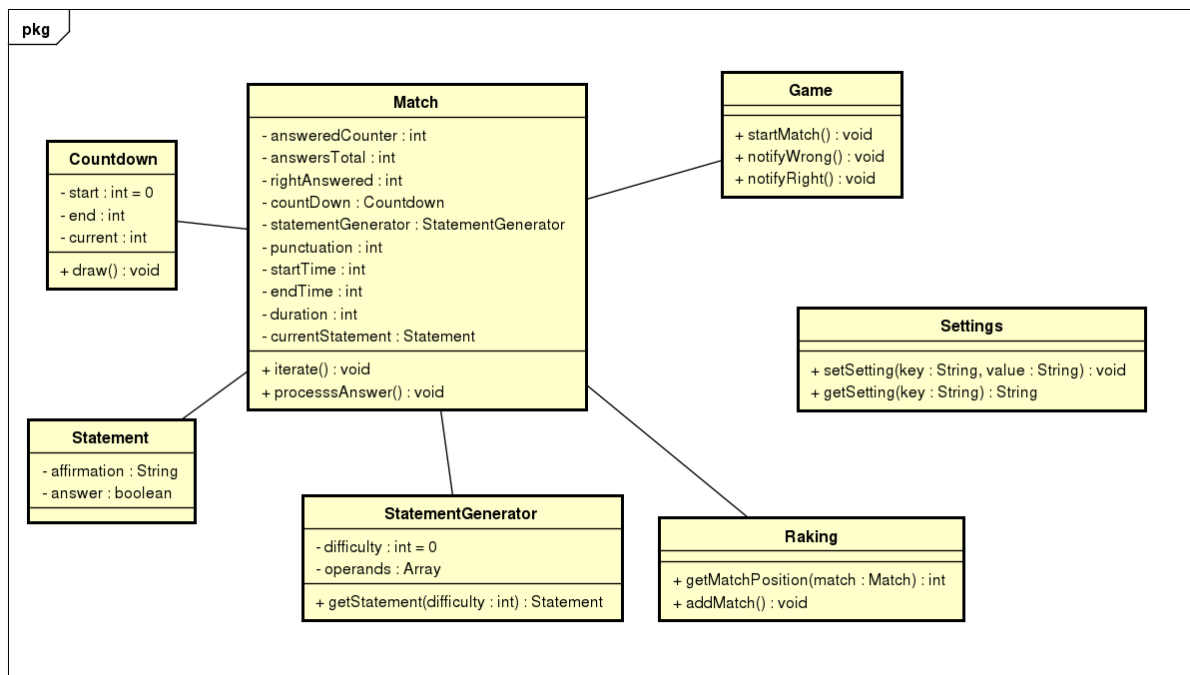 pkg
Match
- answeredCounter : int
- answersTotal : int
- rightAnswered : int
- countDown : Countdown
- statementGenerator : StatementGenerator
- punctuation : int
- startTime : int
- endTime : int
- duration : int
- currentStatement : Statement
+ iterate() : void
+ processsAnswer() : void
Game
+ startMatch() : void
+ notifyWrong() : void
+ notifyRight() : void
Countdown
- start : int = 0
- end : int
- current : int
+ draw() : void
Settings
+ setSetting(key : String, value : String) : void
+ getSetting(key : String) : String
Statement
- affirmation : String
- answer : boolean
StatementGenerator
- difficulty : int = 0
- operands : Array
+ getStatement(difficulty : int) : Statement
Raking
+ getMatchPosition(match : Match) : int
+ addMatch() : void